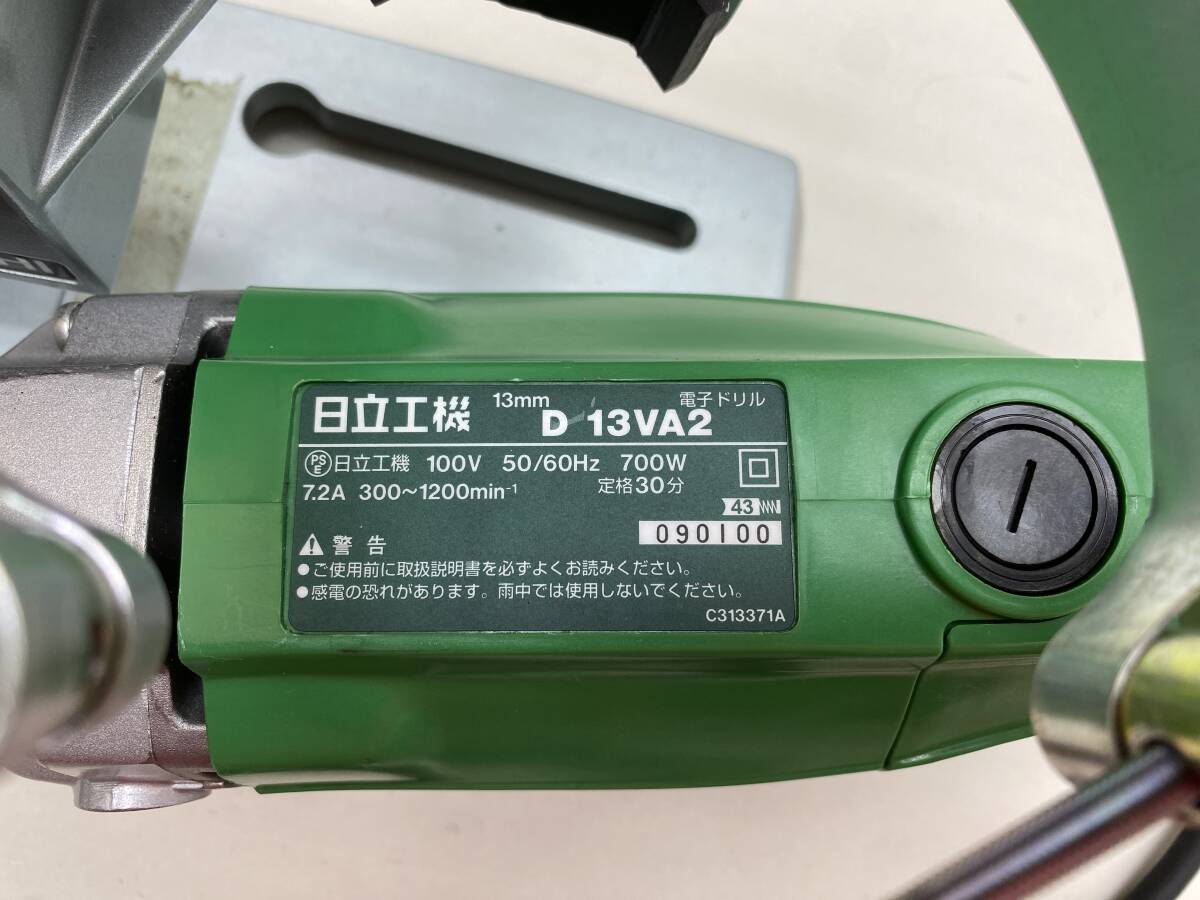 日立工機 13mm D 13VA2 電子ドリル
PSE 日立工機 100V 50/60Hz 700W
7.2A 300～1200min-1 定格30分
43
090100
警告
●ご使用前に取扱説明書を必ずよくお読みください。
●感電の恐れがあります。雨中では使用しないでください。
C313371A